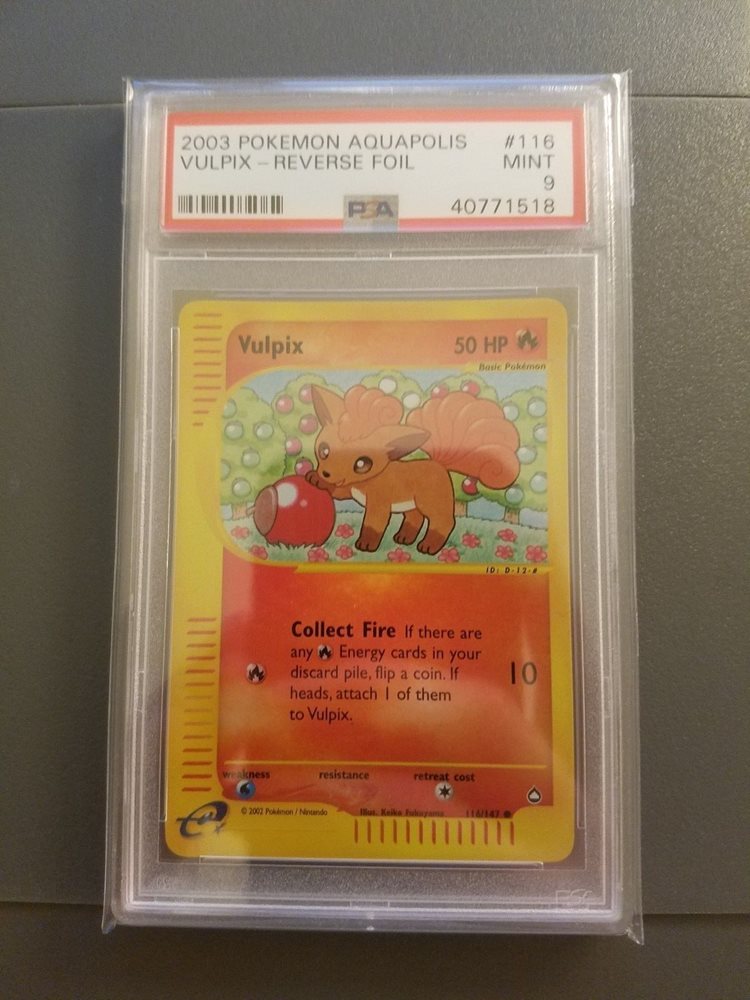 2003 POKEMON AQUAPOLIS #116
VULPIX - REVERSE FOIL MINT
9
PSA 40771518
Vulpix 50 HP
Basic Pokémon
ID: D-12-#
Collect Fire If there are
any Energy cards in your
discard pile, flip a coin. If
heads, attach 1 of them
to Vulpix.
10
weakness resistance retreat cost
© 2002 Pokémon / Nintendo Illus. Keiko Fukuyama 116/147
e
PSA